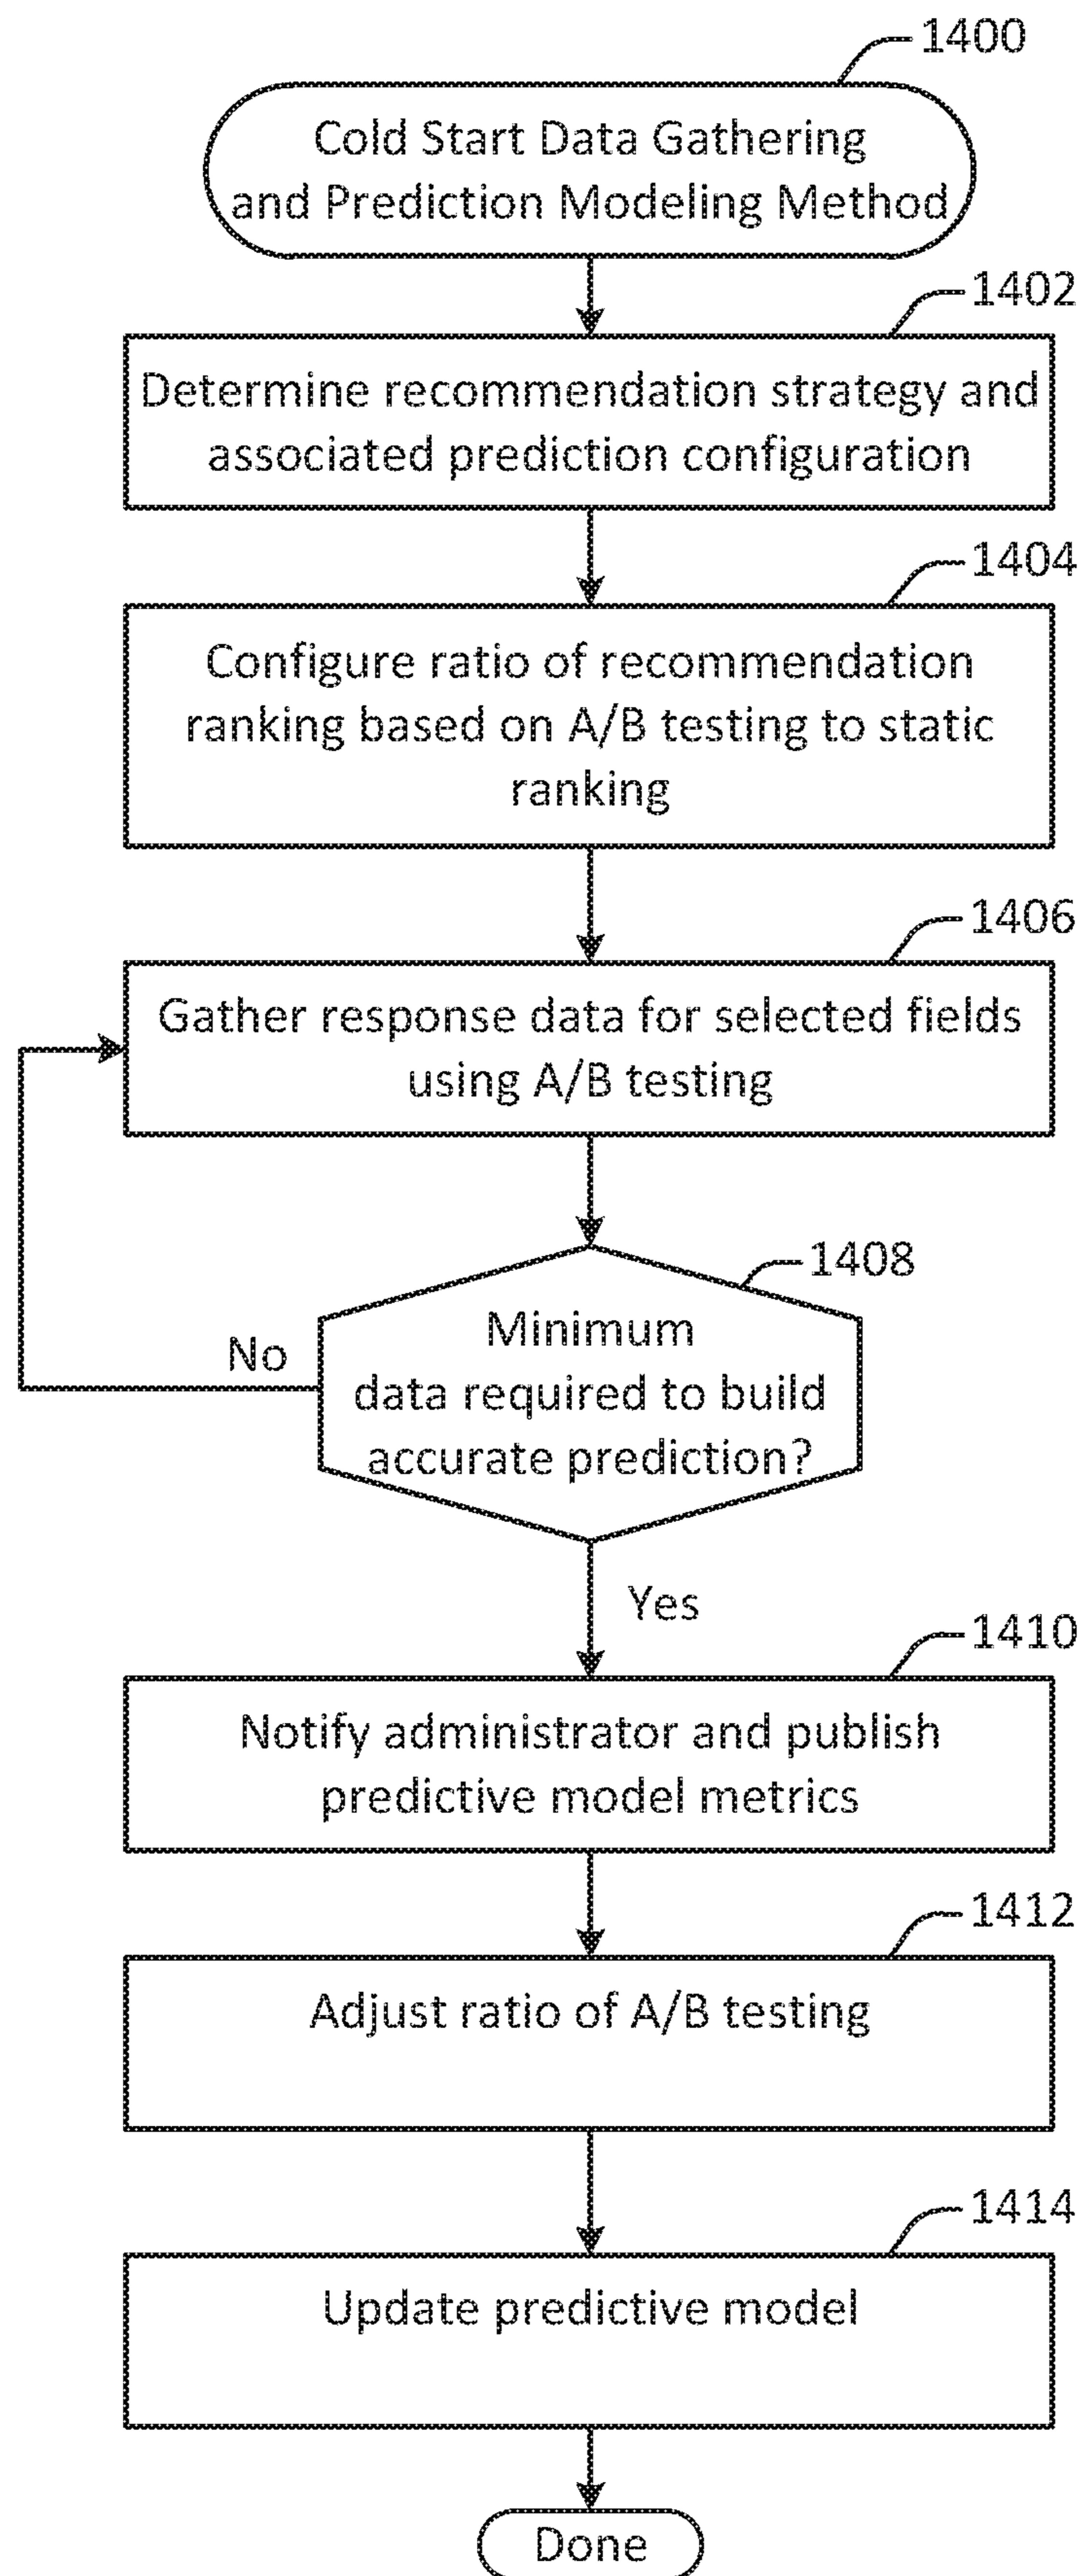 1400
Cold Start Data Gathering
and Prediction Modeling Method
1402
Determine recommendation strategy and
associated prediction configuration
1404
Configure ratio of recommendation
ranking based on A/B testing to static
ranking
1406
Gather response data for selected fields
using A/B testing
1408
Minimum
data required to build
accurate prediction?
No
Yes
1410
Notify administrator and publish
predictive model metrics
1412
Adjust ratio of A/B testing
1414
Update predictive model
Done